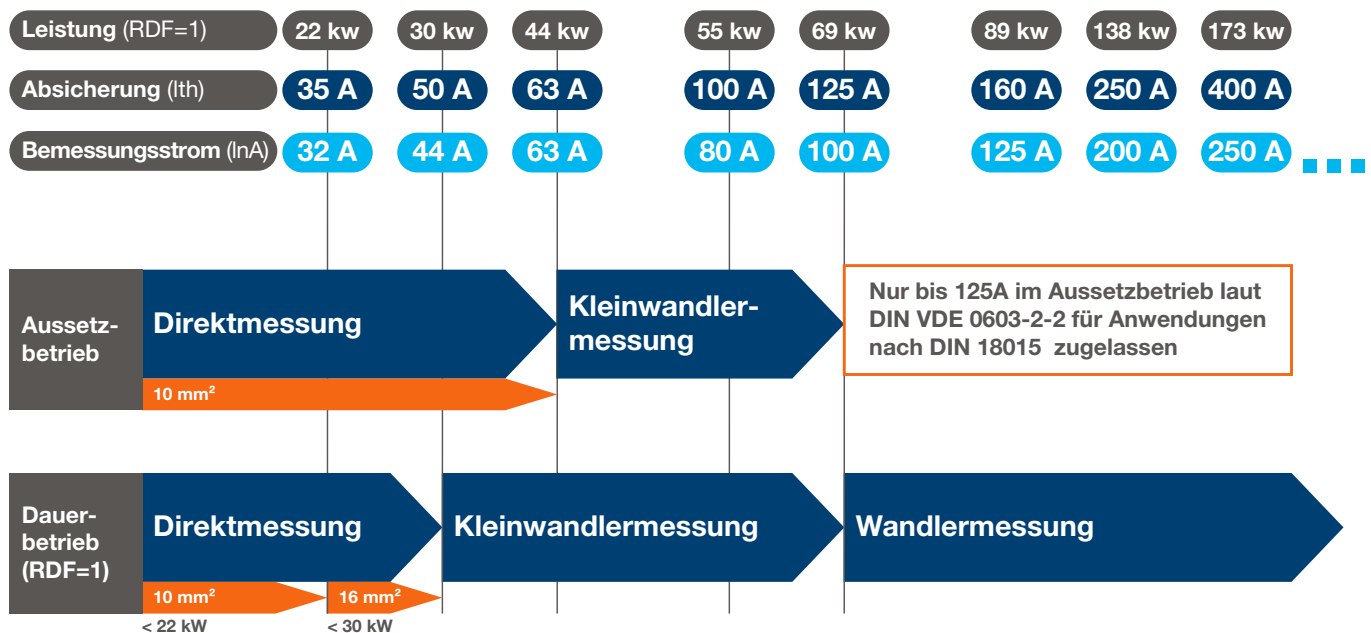 Leistung (RDF=1) 22 kw 30 kw 44 kw 55 kw 69 kw 89 kw 138 kw 173 kw
Absicherung (Ith) 35 A 50 A 63 A 100 A 125 A 160 A 250 A 400 A
Bemessungsstrom (InA) 32 A 44 A 63 A 80 A 100 A 125 A 200 A 250 A
Aussetz-
betrieb
Direktmessung
Kleinwandler-
messung
Nur bis 125A im Aussetzbetrieb laut
DIN VDE 0603-2-2 für Anwendungen
nach DIN 18015 zugelassen
10 mm²
Dauer-
betrieb
(RDF=1)
Direktmessung
Kleinwandlermessung
Wandlermessung
10 mm²
16 mm²
< 22 kW
< 30 kW